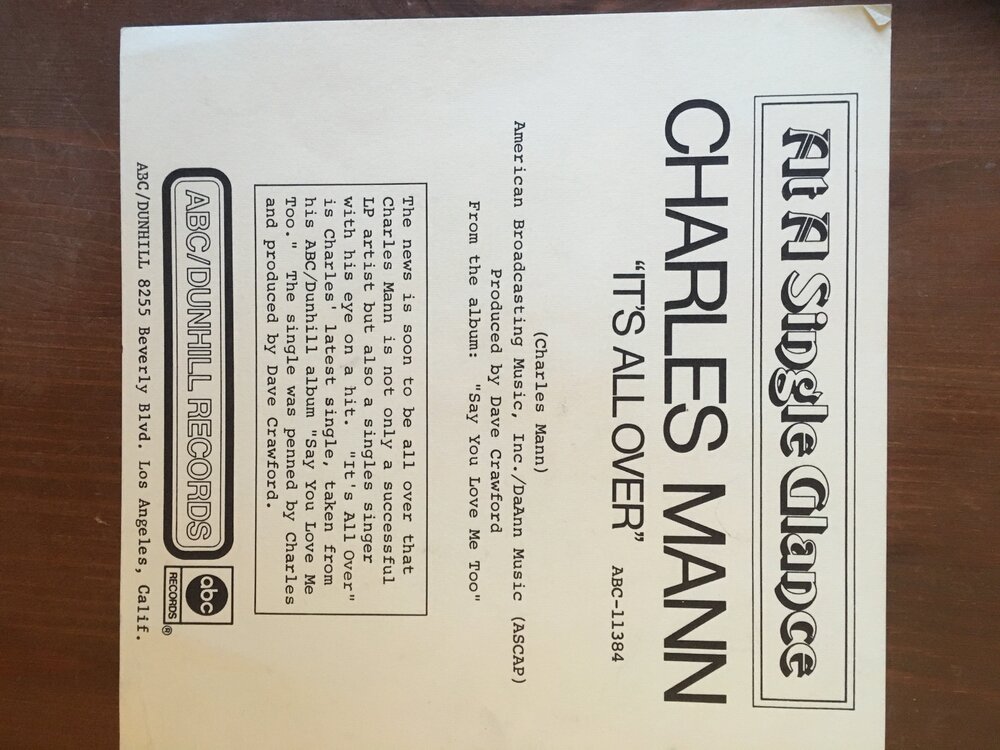 At A Single Glance
CHARLES MANN
“IT'S ALL OVER” ABC-11384
(Charles Mann)
American Broadcasting Music, Inc./DaAnn Music (ASCAP)
Produced by Dave Crawford
From the album: "Say You Love Me Too"
The news is soon to be all over that
Charles Mann is not only a successful
LP artist but also a singles singer
with his eye on a hit. "It's All Over"
is Charles' latest single, taken from
his ABC/Dunhill album "Say You Love Me
Too." The single was penned by Charles
and produced by Dave Crawford.
ABC/DUNHILL RECORDS
abc
RECORDS®
ABC/DUNHILL 8255 Beverly Blvd. Los Angeles, Calif.